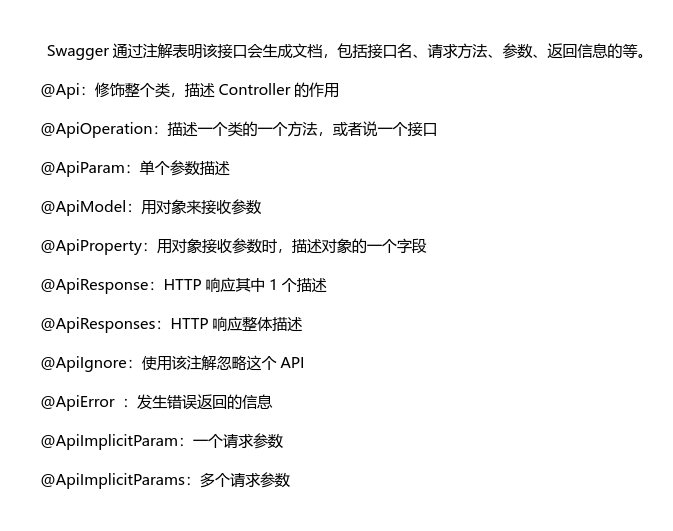 Swagger 通过注解表明该接口会生成文档，包括接口名、请求方法、参数、返回信息的等。
@Api：修饰整个类，描述 Controller 的作用
@ApiOperation：描述一个类的一个方法，或者说一个接口
@ApiParam：单个参数描述
@ApiModel：用对象来接收参数
@ApiProperty：用对象接收参数时，描述对象的一个字段
@ApiResponse：HTTP 响应其中 1 个描述
@ApiResponses：HTTP 响应整体描述
@ApiIgnore：使用该注解忽略这个 API
@ApiError ：发生错误返回的信息
@ApiImplicitParam：一个请求参数
@ApiImplicitParams：多个请求参数